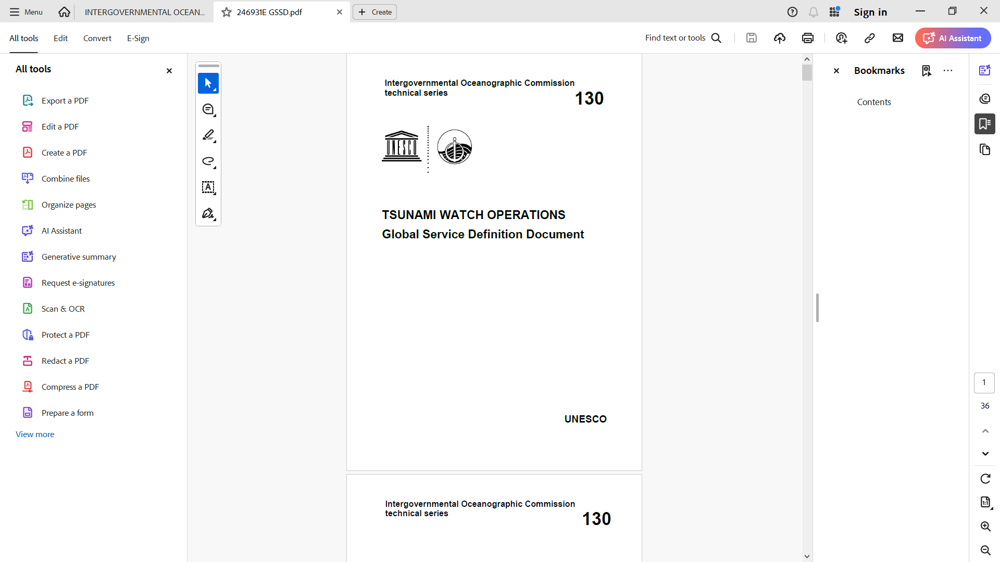 Menu
INTERGOVERNMENTAL OCEAN...
246931E GSSD.pdf
Create
Sign in
All tools
Edit
Convert
E-Sign
Find text or tools
AI Assistant
All tools
Export a PDF
Edit a PDF
Create a PDF
Combine files
Organize pages
AI Assistant
Generative summary
Request e-signatures
Scan & OCR
Protect a PDF
Redact a PDF
Compress a PDF
Prepare a form
View more
Intergovernmental Oceanographic Commission
technical series
130
UNESCO
TSUNAMI WATCH OPERATIONS
Global Service Definition Document
UNESCO
Intergovernmental Oceanographic Commission
technical series
130
Bookmarks
Contents
1
36